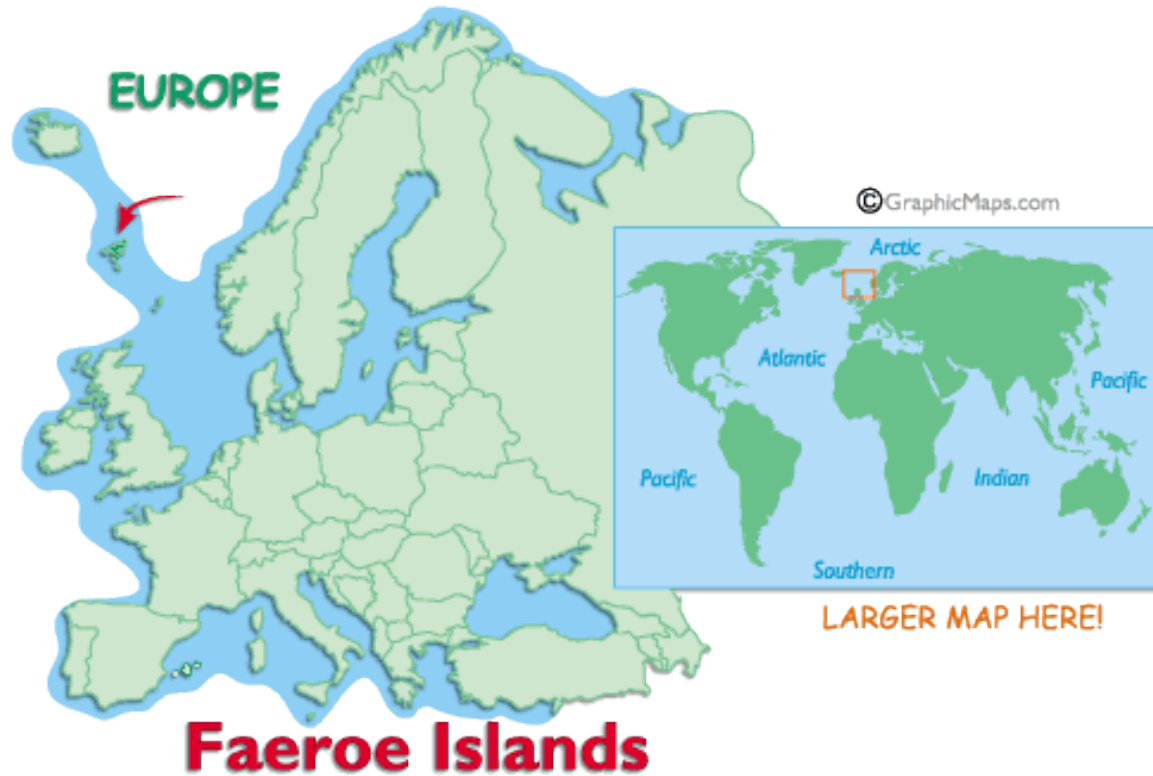 EUROPE
©GraphicMaps.com
Arctic
Atlantic
Pacific
Pacific
Indian
Southern
LARGER MAP HERE!
Faeroe Islands